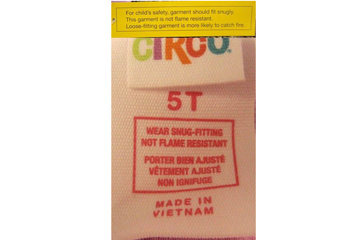 For child's safety, garment should fit snugly.
This garment is not flame resistant.
Loose-fitting garment is more likely to catch fire.
CIRCO
5T
WEAR SNUG-FITTING
NOT FLAME RESISTANT
PORTER BIEN AJUSTÉ
VÊTEMENT AJUSTÉ
NON IGNIFUGE
MADE IN
VIETNAM